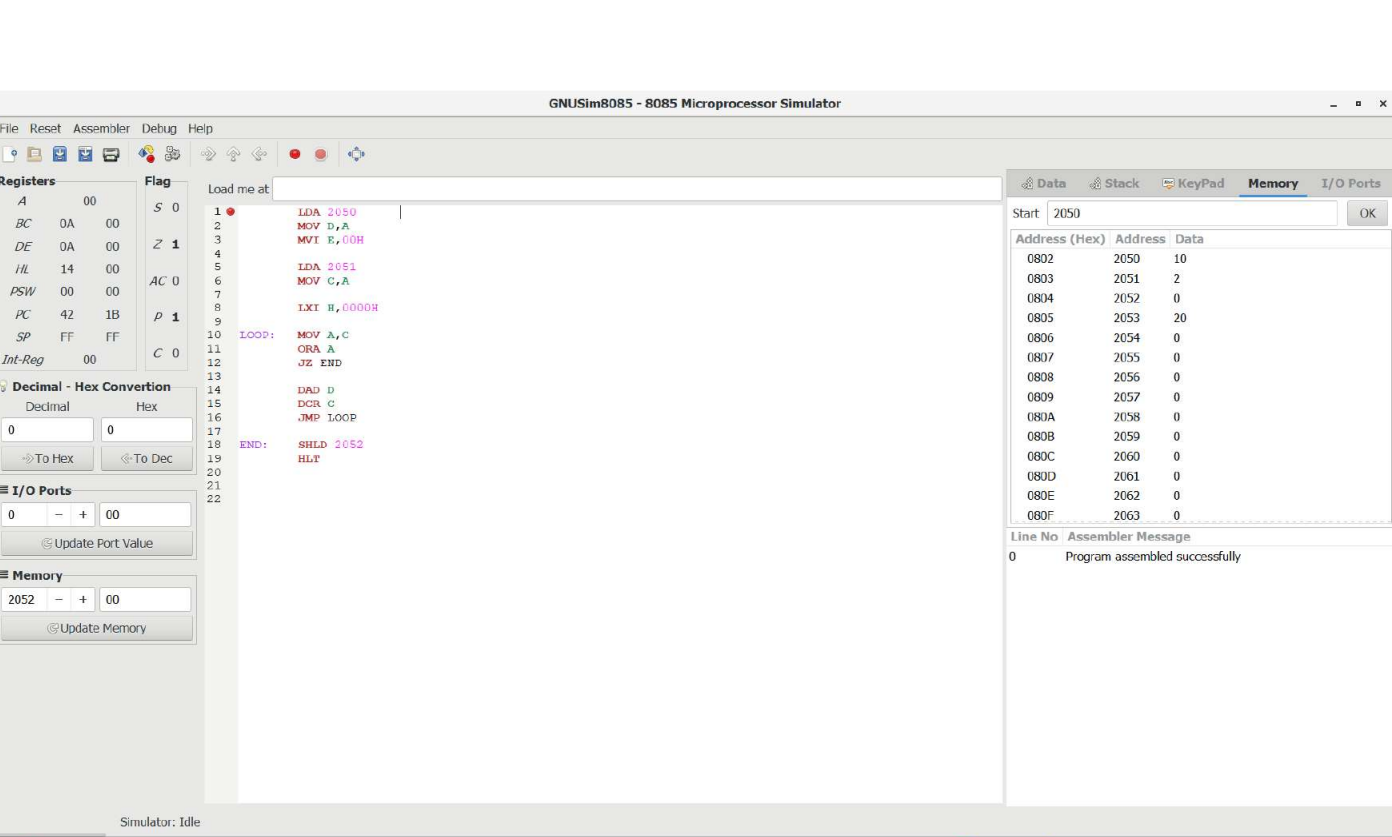 GNUSim8085 - 8085 Microprocessor Simulator
File Reset Assembler Debug Help
Registers
A 00
BC 0A 00
DE 0A 00
HL 14 00
PSW 00 00
PC 42 1B
SP FF FF
Int-Reg 00
Flag
S 0
Z 1
AC 0
P 1
C 0
Decimal - Hex Convertion
Decimal Hex
0 0
To Hex To Dec
I/O Ports
0 - + 00
Update Port Value
Memory
2052 - + 00
Update Memory
Load me at
1 LDA 2050
2 MOV D,A
3 MVI E,00H
4
5 LDA 2051
6 MOV C,A
7
8 LXI H,0000H
9
10 LOOP: MOV A,C
11 ORA A
12 JZ END
13
14 DAD D
15 DCR C
16 JMP LOOP
17
18 END: SHLD 2052
19 HLT
20
21
22
Data Stack KeyPad Memory I/O Ports
Start 2050 OK
Address (Hex) Address Data
0802 2050 10
0803 2051 2
0804 2052 0
0805 2053 20
0806 2054 0
0807 2055 0
0808 2056 0
0809 2057 0
080A 2058 0
080B 2059 0
080C 2060 0
080D 2061 0
080E 2062 0
080F 2063 0
Line No Assembler Message
0 Program assembled successfully
Simulator: Idle